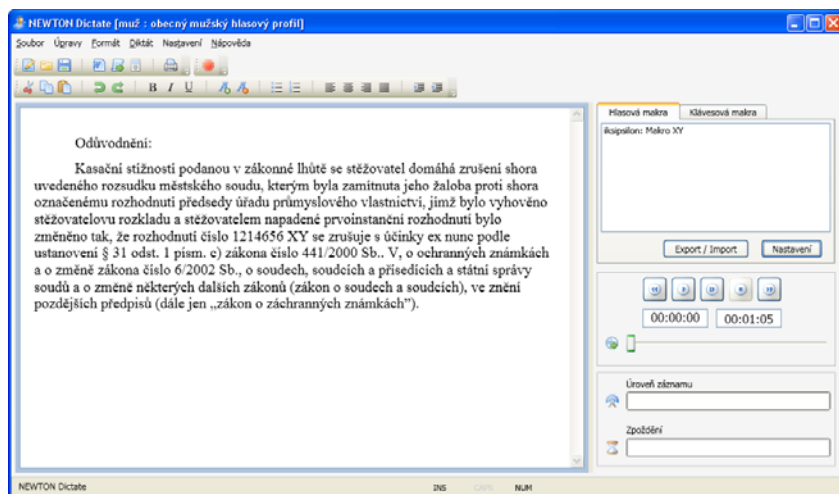 NEWTON Dictate [muž : obecný mužský hlasový profil]
Soubor Úpravy Formát Diktát Nastavení Nápověda
B I U
Odůvodnění:
Kasační stížností podanou v zákonné lhůtě se stěžovatel domáhá zrušení shora
uvedeného rozsudku městského soudu, kterým byla zamítnuta jeho žaloba proti shora
označenému rozhodnutí předsedy úřadu průmyslového vlastnictví, jímž bylo vyhověno
stěžovatelovu rozkladu a stěžovatelem napadené prvoinstanční rozhodnutí bylo
změněno tak, že rozhodnutí číslo 1214656 XY se zrušuje s účinky ex nunc podle
ustanovení § 31 odst. 1 písm. c) zákona číslo 441/2000 Sb.. V, o ochranných známkách
a o změně zákona číslo 6/2002 Sb., o soudech, soudcích a přísedících a státní správy
soudů a o změně některých dalších zákonů (zákon o soudech a soudcích), ve znění
pozdějších předpisů (dále jen „zákon o záchranných známkách”).
Hlasová makra Klávesová makra
iksipsilon: Makro XY
Export / Import Nastavení
00:00:00 00:01:05
Úroveň záznamu
Zpoždění
NEWTON Dictate INS CAPS NUM